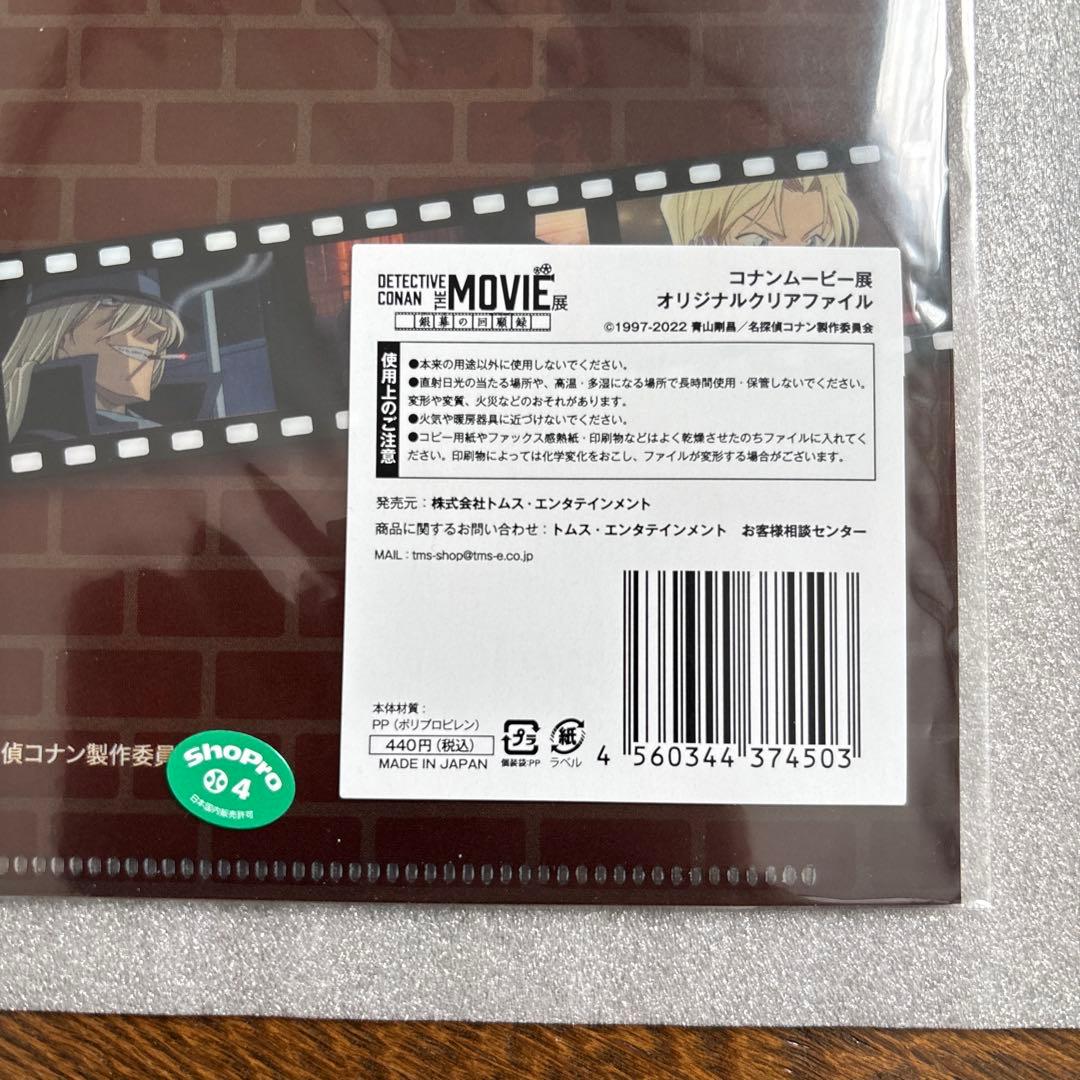 DETECTIVE CONAN THE MOVIE展
銀幕の回顧録
コナンムービー展
オリジナルクリアファイル
©1997-2022 青山剛昌／名探偵コナン製作委員会
使用上のご注意
●本来の用途以外に使用しないでください。
●直射日光の当たる場所や、高温・多湿になる場所で長時間使用・保管しないでください。
変形や変質、火災などのおそれがあります。
●火気や暖房器具に近づけないでください。
●コピー用紙やファックス感熱紙・印刷物などはよく乾燥させたのちファイルに入れてく
ださい。印刷物によっては化学変化をおこし、ファイルが変形する場合がございます。
発売元：株式会社トムス・エンタテインメント
商品に関するお問い合わせ：トムス・エンタテインメント お客様相談センター
MAIL：tms-shop@tms-e.co.jp
本体材質：
PP（ポリプロピレン）
440円（税込）
MADE IN JAPAN
プラ
個装袋:PP
紙
ラベル
4 560344 374503
偵コナン製作委員
ShoPro
4
日本国内販売許可